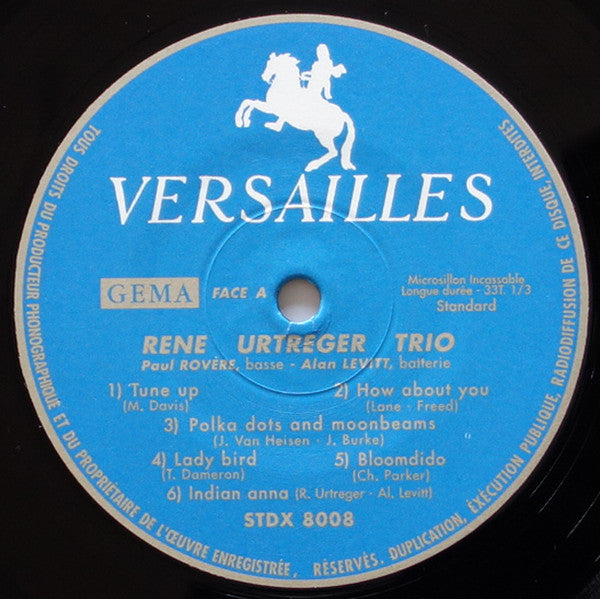 VERSAILLES
GEMA
FACE A
Microsillon Incassable
Longue durée - 33T. 1/3
Standard
RENE URTREGER TRIO
Paul ROVÈRE, basse - Alan LEVITT, batterie
1) Tune up
(M. Davis)
2) How about you
(Lane - Freed)
3) Polka dots and moonbeams
(J. Van Heisen - J. Burke)
4) Lady bird
(T. Dameron)
5) Bloomdido
(Ch. Parker)
6) Indian anna (R. Urtreger - Al. Levitt)
STDX 8008
TOUS DROITS DU PRODUCTEUR PHONOGRAPHIQUE ET DU PROPRIÉTAIRE DE L'ŒUVRE ENREGISTRÉE, RÉSERVÉS. DUPLICATION, ÉXÉCUTION PUBLIQUE, RADIODIFFUSION DE CE DISQUE INTERDITES